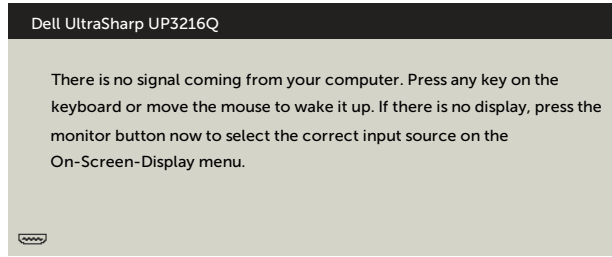 Dell UltraSharp UP3216Q
There is no signal coming from your computer. Press any key on the
keyboard or move the mouse to wake it up. If there is no display, press the
monitor button now to select the correct input source on the
On-Screen-Display menu.